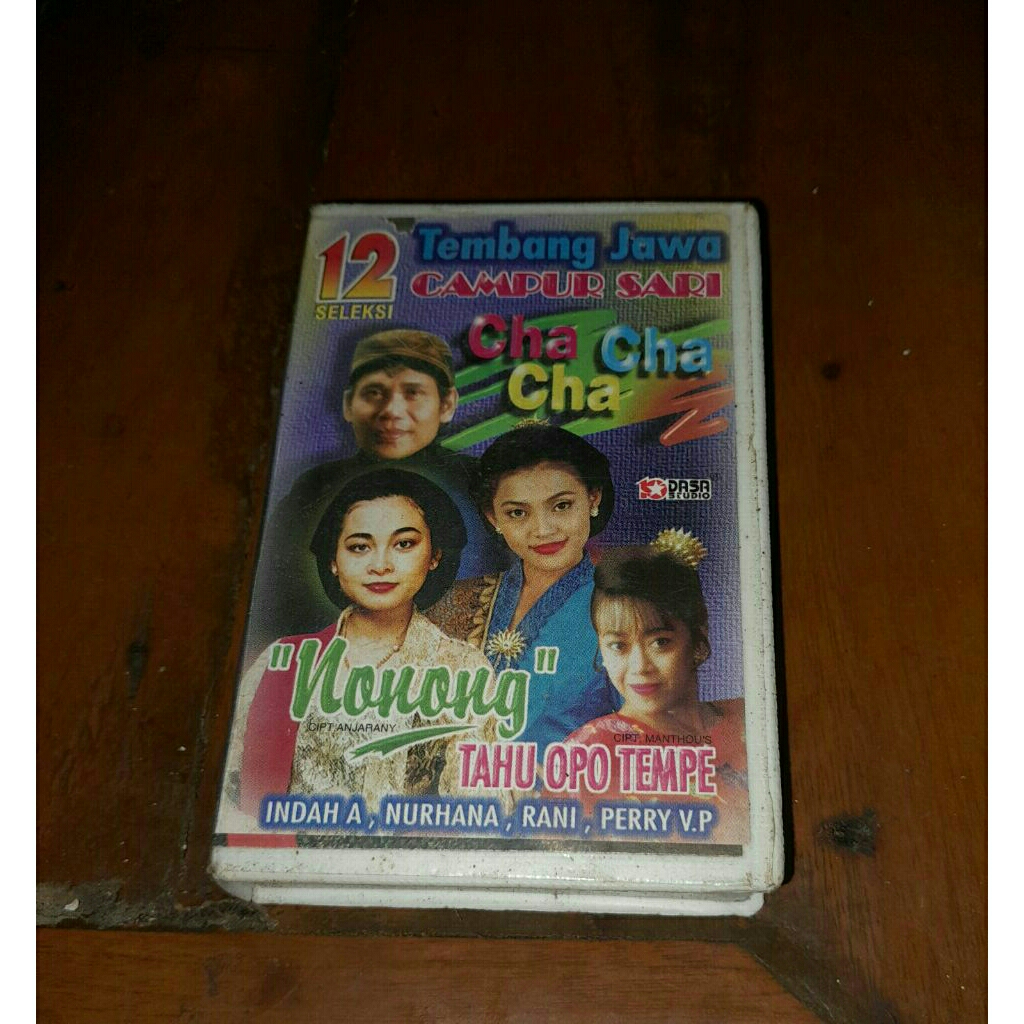 12
SELEKSI
Tembang Jawa
CAMPUR SARI
Cha Cha
Cha
10 DASA
STUDIO
"Nonong"
CIPT. ANJARANY
CIPT. MANTHOU'S
TAHU OPO TEMPE
INDAH A , NURHANA , RANI , PERRY V.P